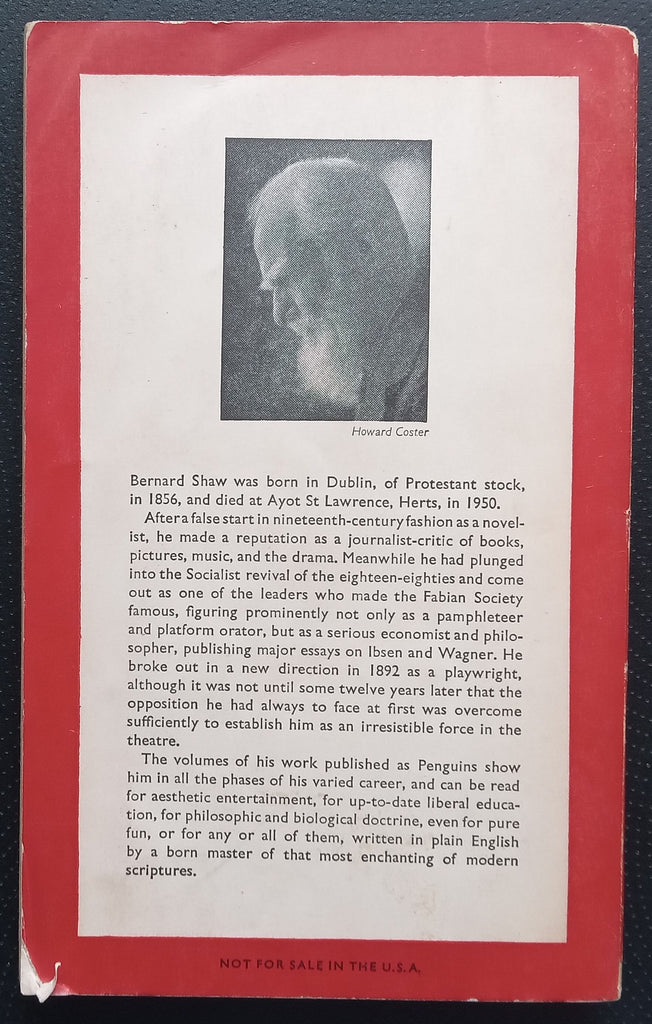 Howard Coster
Bernard Shaw was born in Dublin, of Protestant stock,
in 1856, and died at Ayot St Lawrence, Herts, in 1950.
After a false start in nineteenth-century fashion as a novel-
ist, he made a reputation as a journalist-critic of books,
pictures, music, and the drama. Meanwhile he had plunged
into the Socialist revival of the eighteen-eighties and come
out as one of the leaders who made the Fabian Society
famous, figuring prominently not only as a pamphleteer
and platform orator, but as a serious economist and philo-
sopher, publishing major essays on Ibsen and Wagner. He
broke out in a new direction in 1892 as a playwright,
although it was not until some twelve years later that the
opposition he had always to face at first was overcome
sufficiently to establish him as an irresistible force in the
theatre.
The volumes of his work published as Penguins show
him in all the phases of his varied career, and can be read
for aesthetic entertainment, for up-to-date liberal educa-
tion, for philosophic and biological doctrine, even for pure
fun, or for any or all of them, written in plain English
by a born master of that most enchanting of modern
scriptures.
NOT FOR SALE IN THE U.S.A.